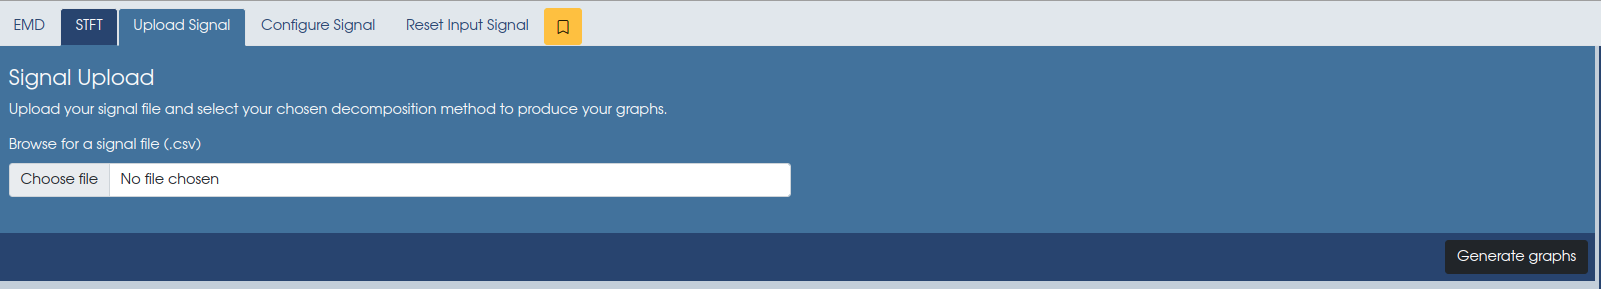 EMD STFT Upload Signal Configure Signal Reset Input Signal
Signal Upload
Upload your signal file and select your chosen decomposition method to produce your graphs.
Browse for a signal file (.csv)
Choose file No file chosen
Generate graphs